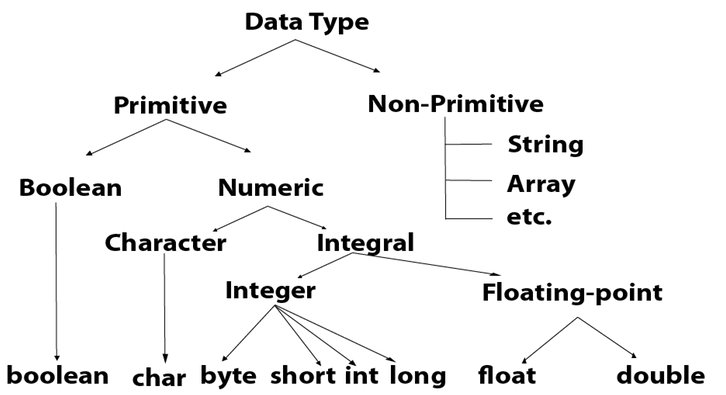 Data Type
Primitive
Non-Primitive
String
Array
etc.
Boolean
Numeric
Character
Integral
Integer
Floating-point
boolean
char
byte
short
int
long
float
double